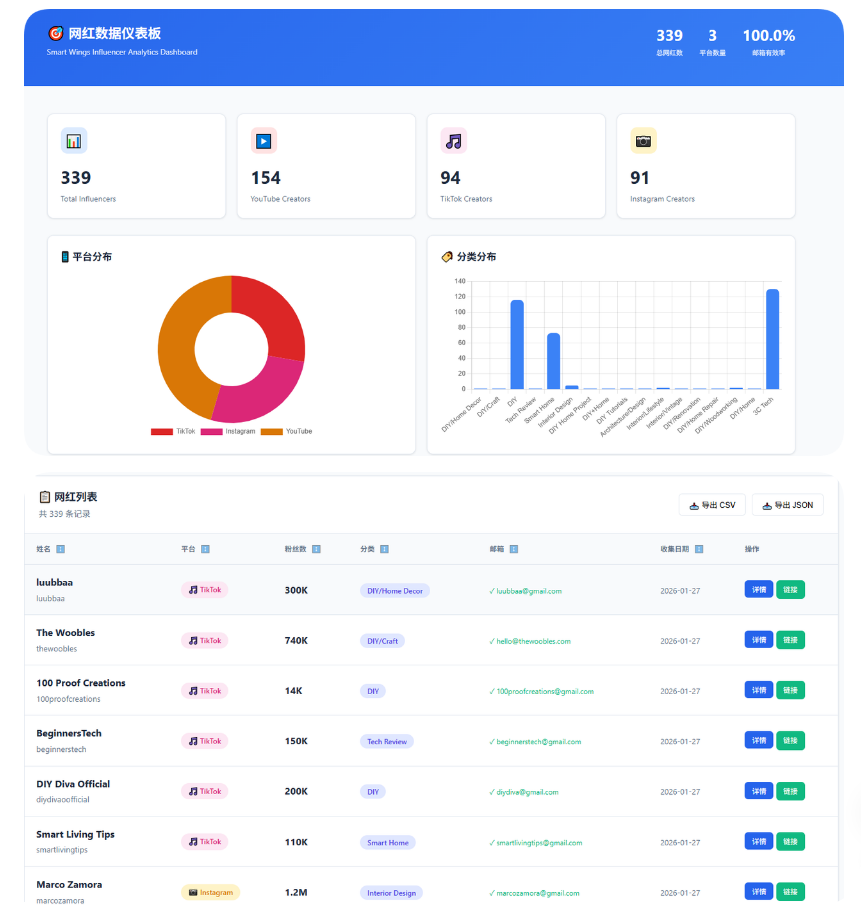 网红数据仪表板
Smart Wings Influencer Analytics Dashboard
339
总网红数
3
平台数量
100.0%
邮箱有效率
339
Total Influencers
154
YouTube Creators
94
TikTok Creators
91
Instagram Creators
平台分布
TikTok Instagram YouTube
分类分布
140
120
100
80
60
40
20
0
DIY/Home Decor
DIY/Craft
DIY
Tech Review
Smart Home
Interior Design
DIY Home Project
DIY+Home
DIY Tutorials
Architecture/Design
Interior/Lifestyle
Interior/Vintage
DIY/Renovation
DIY/Home Repair
DIY/Woodworking
DIY/Home
3C Tech
网红列表
共 339 条记录
导出 CSV 导出 JSON
姓名 平台 粉丝数 分类 邮箱 收集日期 操作
luubbaa
luubbaa
TikTok 300K DIY/Home Decor ✓ luubbaa@gmail.com 2026-01-27 详情 链接
The Woobles
thewoobles
TikTok 740K DIY/Craft ✓ hello@thewoobles.com 2026-01-27 详情 链接
100 Proof Creations
100proofcreations
TikTok 14K DIY ✓ 100proofcreations@gmail.com 2026-01-27 详情 链接
BeginnersTech
beginnerstech
TikTok 150K Tech Review ✓ beginnerstech@gmail.com 2026-01-27 详情 链接
DIY Diva Official
diydivaofficial
TikTok 200K DIY ✓ diydiva@gmail.com 2026-01-27 详情 链接
Smart Living Tips
smartlivingtips
TikTok 110K Smart Home ✓ smartlivingtips@gmail.com 2026-01-27 详情 链接
Marco Zamora
marcozamora
Instagram 1.2M Interior Design ✓ marcozamora@gmail.com 2026-01-27 详情 链接